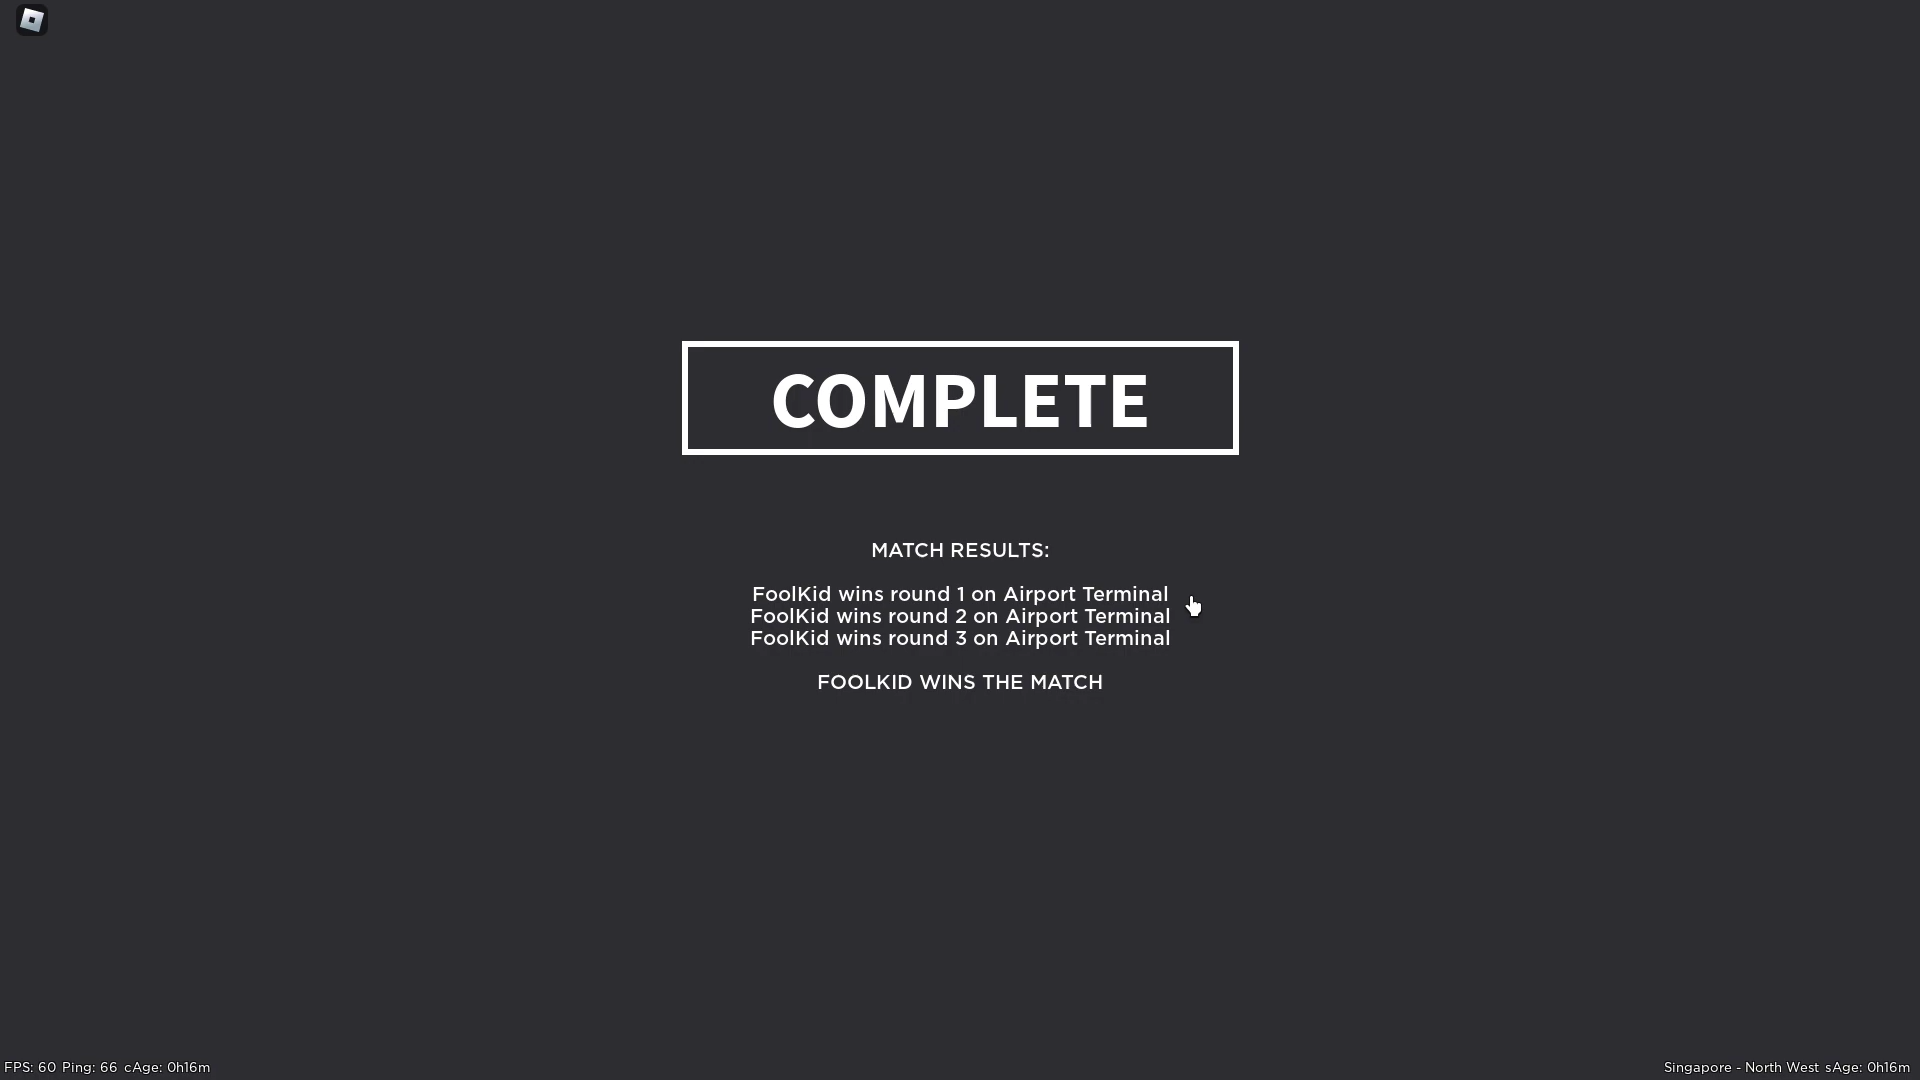 COMPLETE
MATCH RESULTS:
FoolKid wins round 1 on Airport Terminal
FoolKid wins round 2 on Airport Terminal
FoolKid wins round 3 on Airport Terminal
FOOLKID WINS THE MATCH
FPS: 60 Ping: 66 cAge: 0h16m
Singapore - North West sAge: 0h16m